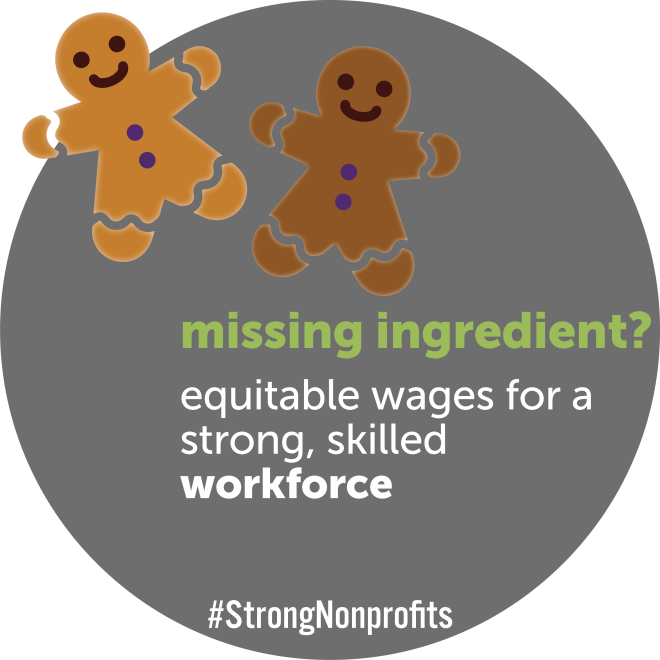 missing ingredient?
equitable wages for a
strong, skilled
workforce
#StrongNonprofits